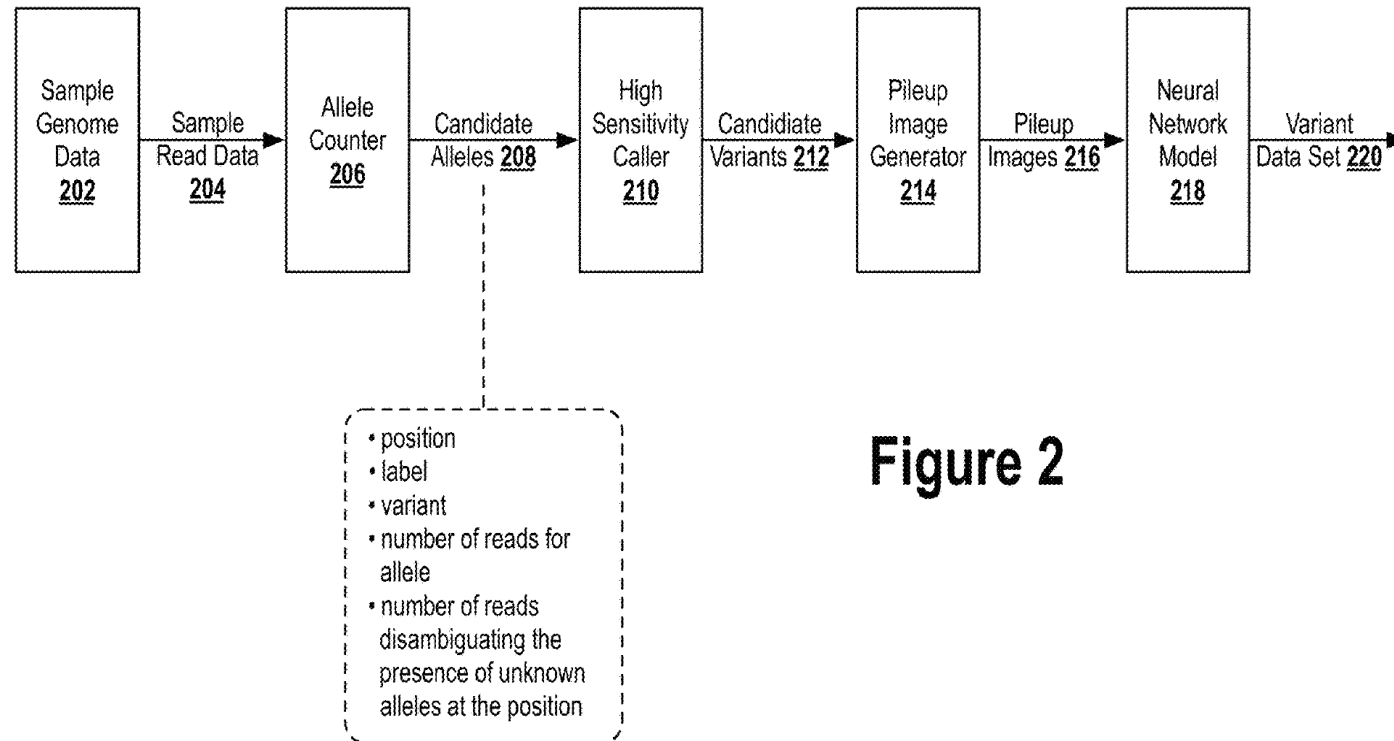 Sample
Genome
Data
202
Sample
Read Data
204
Allele
Counter
206
Candidate
Alleles 208
High
Sensitivity
Caller
210
Candidiate
Variants 212
Pileup
Image
Generator
214
Pileup
Images 216
Neural
Network
Model
218
Variant
Data Set 220
• position
• label
• variant
• number of reads for
allele
• number of reads
disambiguating the
presence of unknown
alleles at the position
Figure 2